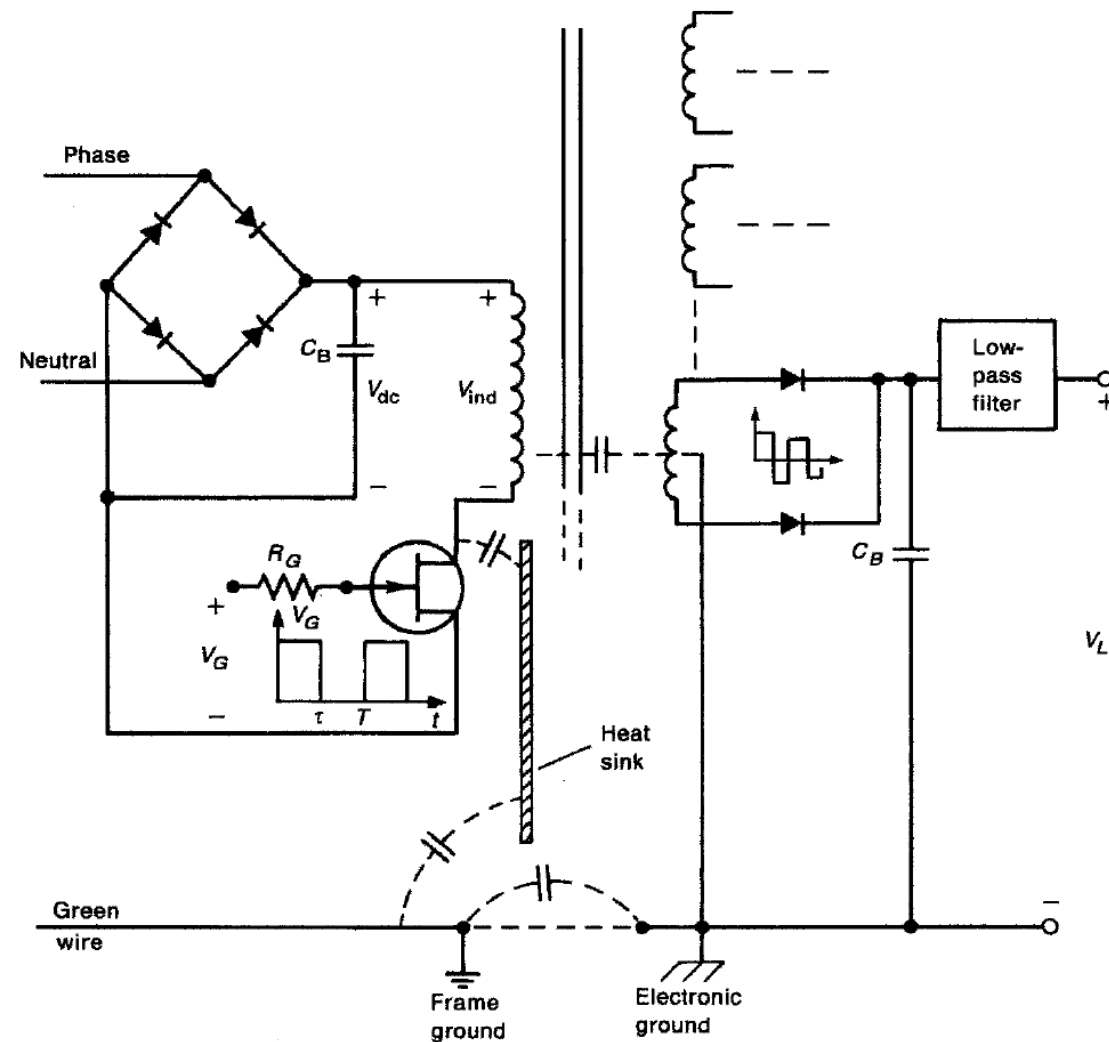 Phase
Neutral
C_B
+
V_dc
−
+
V_ind
−
R_G
+
V_G
−
V_G
τ
T
t
Heat
sink
Green
wire
Frame
ground
Electronic
ground
Low-
pass
filter
C_B
+
V_L
−